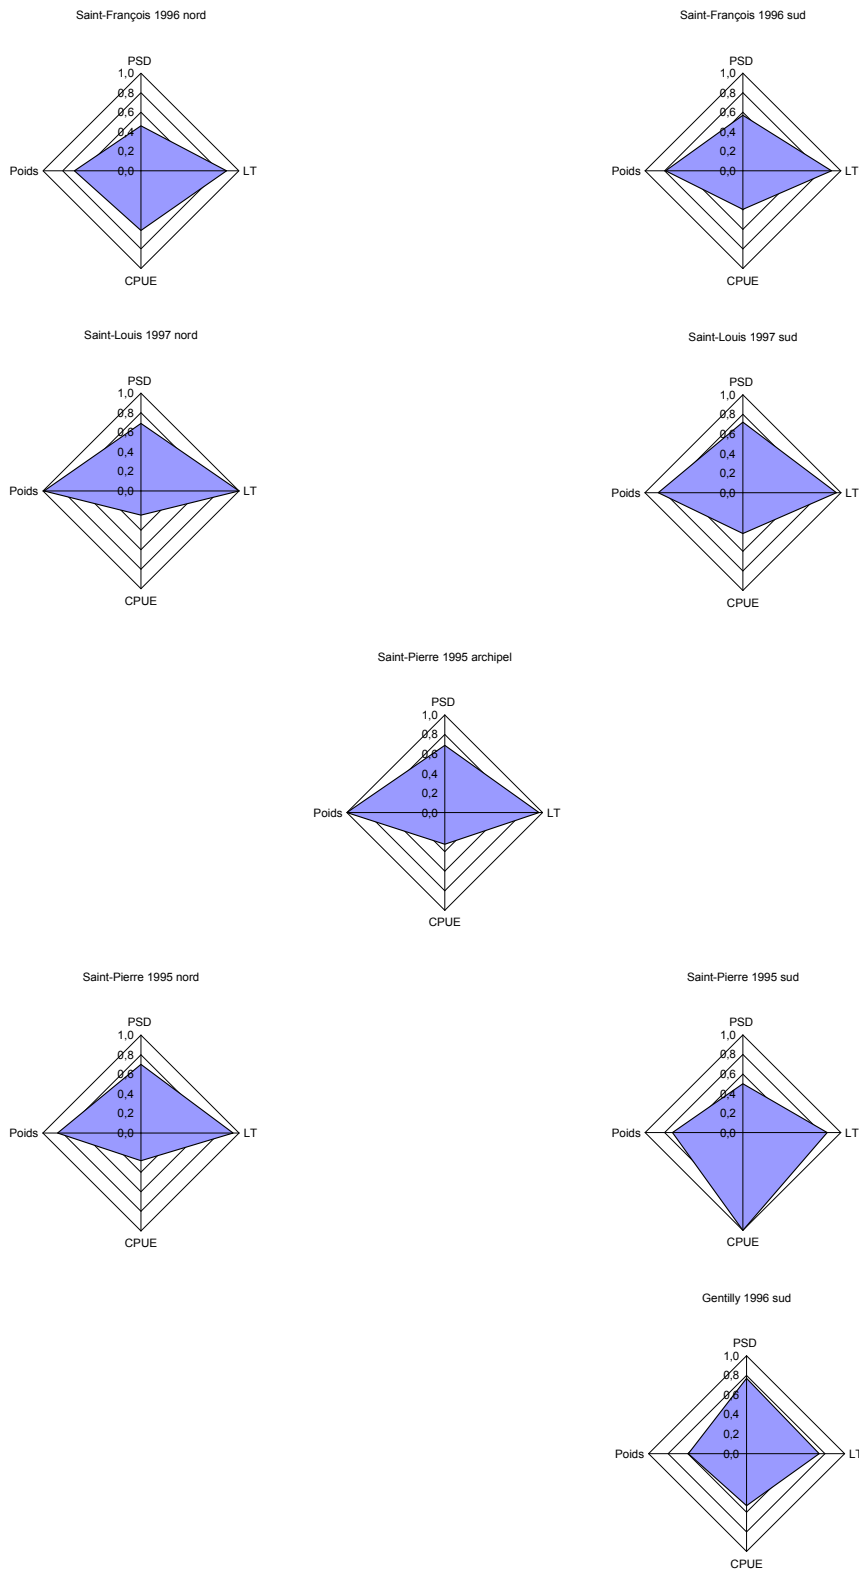 Saint-François 1996 nord
PSD
1,0
0,8
0,6
0,4
0,2
0,0
Poids
LT
CPUE
Saint-François 1996 sud
PSD
1,0
0,8
0,6
0,4
0,2
0,0
Poids
LT
CPUE
Saint-Louis 1997 nord
PSD
1,0
0,8
0,6
0,4
0,2
0,0
Poids
LT
CPUE
Saint-Louis 1997 sud
PSD
1,0
0,8
0,6
0,4
0,2
0,0
Poids
LT
CPUE
Saint-Pierre 1995 archipel
PSD
1,0
0,8
0,6
0,4
0,2
0,0
Poids
LT
CPUE
Saint-Pierre 1995 nord
PSD
1,0
0,8
0,6
0,4
0,2
0,0
Poids
LT
CPUE
Saint-Pierre 1995 sud
PSD
1,0
0,8
0,6
0,4
0,2
0,0
Poids
LT
CPUE
Gentilly 1996 sud
PSD
1,0
0,8
0,6
0,4
0,2
0,0
Poids
LT
CPUE